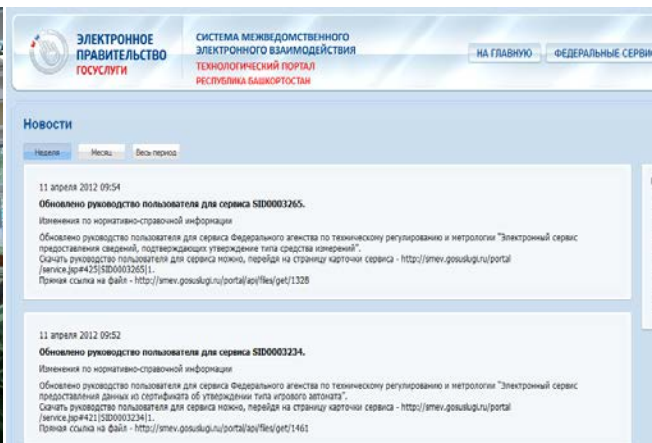 ЭЛЕКТРОННОЕ
ПРАВИТЕЛЬСТВО
ГОСУСЛУГИ
СИСТЕМА МЕЖВЕДОМСТВЕННОГО
ЭЛЕКТРОННОГО ВЗАИМОДЕЙСТВИЯ
ТЕХНОЛОГИЧЕСКИЙ ПОРТАЛ
РЕСПУБЛИКА БАШКОРТОСТАН
НА ГЛАВНУЮ
ФЕДЕРАЛЬНЫЕ СЕРВИС
Новости
Неделя Месяц Весь период
11 апреля 2012 09:54
Обновлено руководство пользователя для сервиса SID0003265.
Изменения по нормативно-справочной информации
Обновлено руководство пользователя для сервиса Федерального агенства по техническому регулированию и метрологии "Электронный сервис
предоставления сведений, подтверждающих утверждение типа средства измерений".
Скачать руководство пользователя для сервиса можно, перейдя на страницу карточки сервиса - http://smev.gosuslugi.ru/portal
/service.jsp#425|SID0003265|1.
Прямая ссылка на файл - http://smev.gosuslugi.ru/portal/api/files/get/1328
11 апреля 2012 09:52
Обновлено руководство пользователя для сервиса SID0003234.
Изменения по нормативно-справочной информации
Обновлено руководство пользователя для сервиса Федерального агенства по техническому регулированию и метрологии "Электронный сервис
предоставления данных из сертификата об утверждении типа игрового автомата".
Скачать руководство пользователя для сервиса можно, перейдя на страницу карточки сервиса - http://smev.gosuslugi.ru/portal
/service.jsp#421|SID0003234|1.
Прямая ссылка на файл - http://smev.gosuslugi.ru/portal/api/files/get/1461